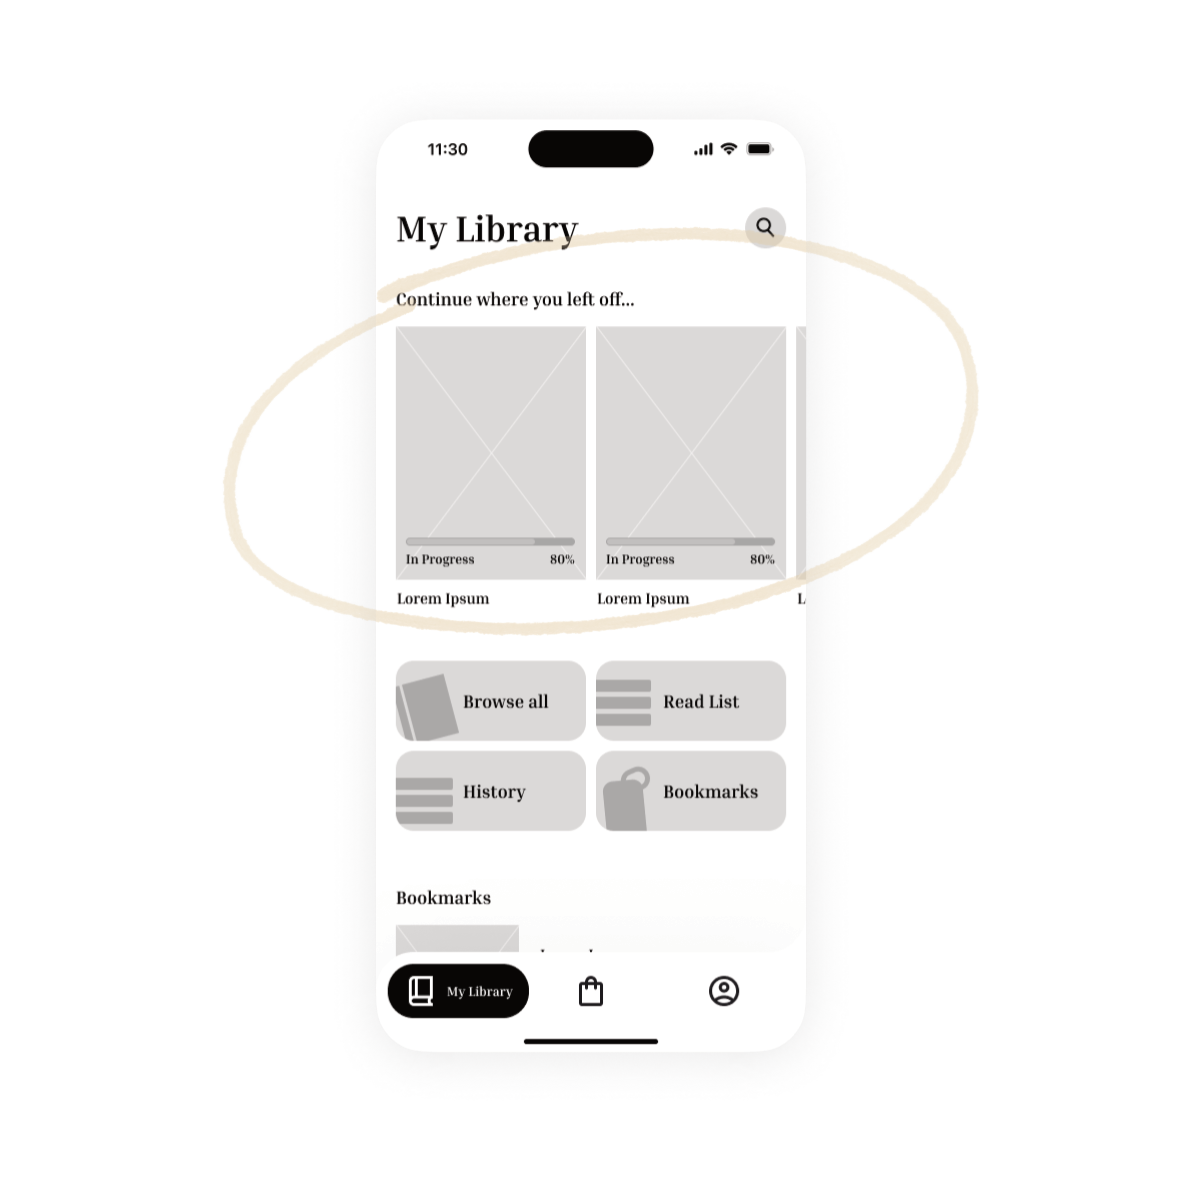 11:30
My Library
Continue where you left off...
In Progress 80%
In Progress 80%
Lorem Ipsum
Lorem Ipsum
L
Browse all
Read List
History
Bookmarks
Bookmarks
My Library